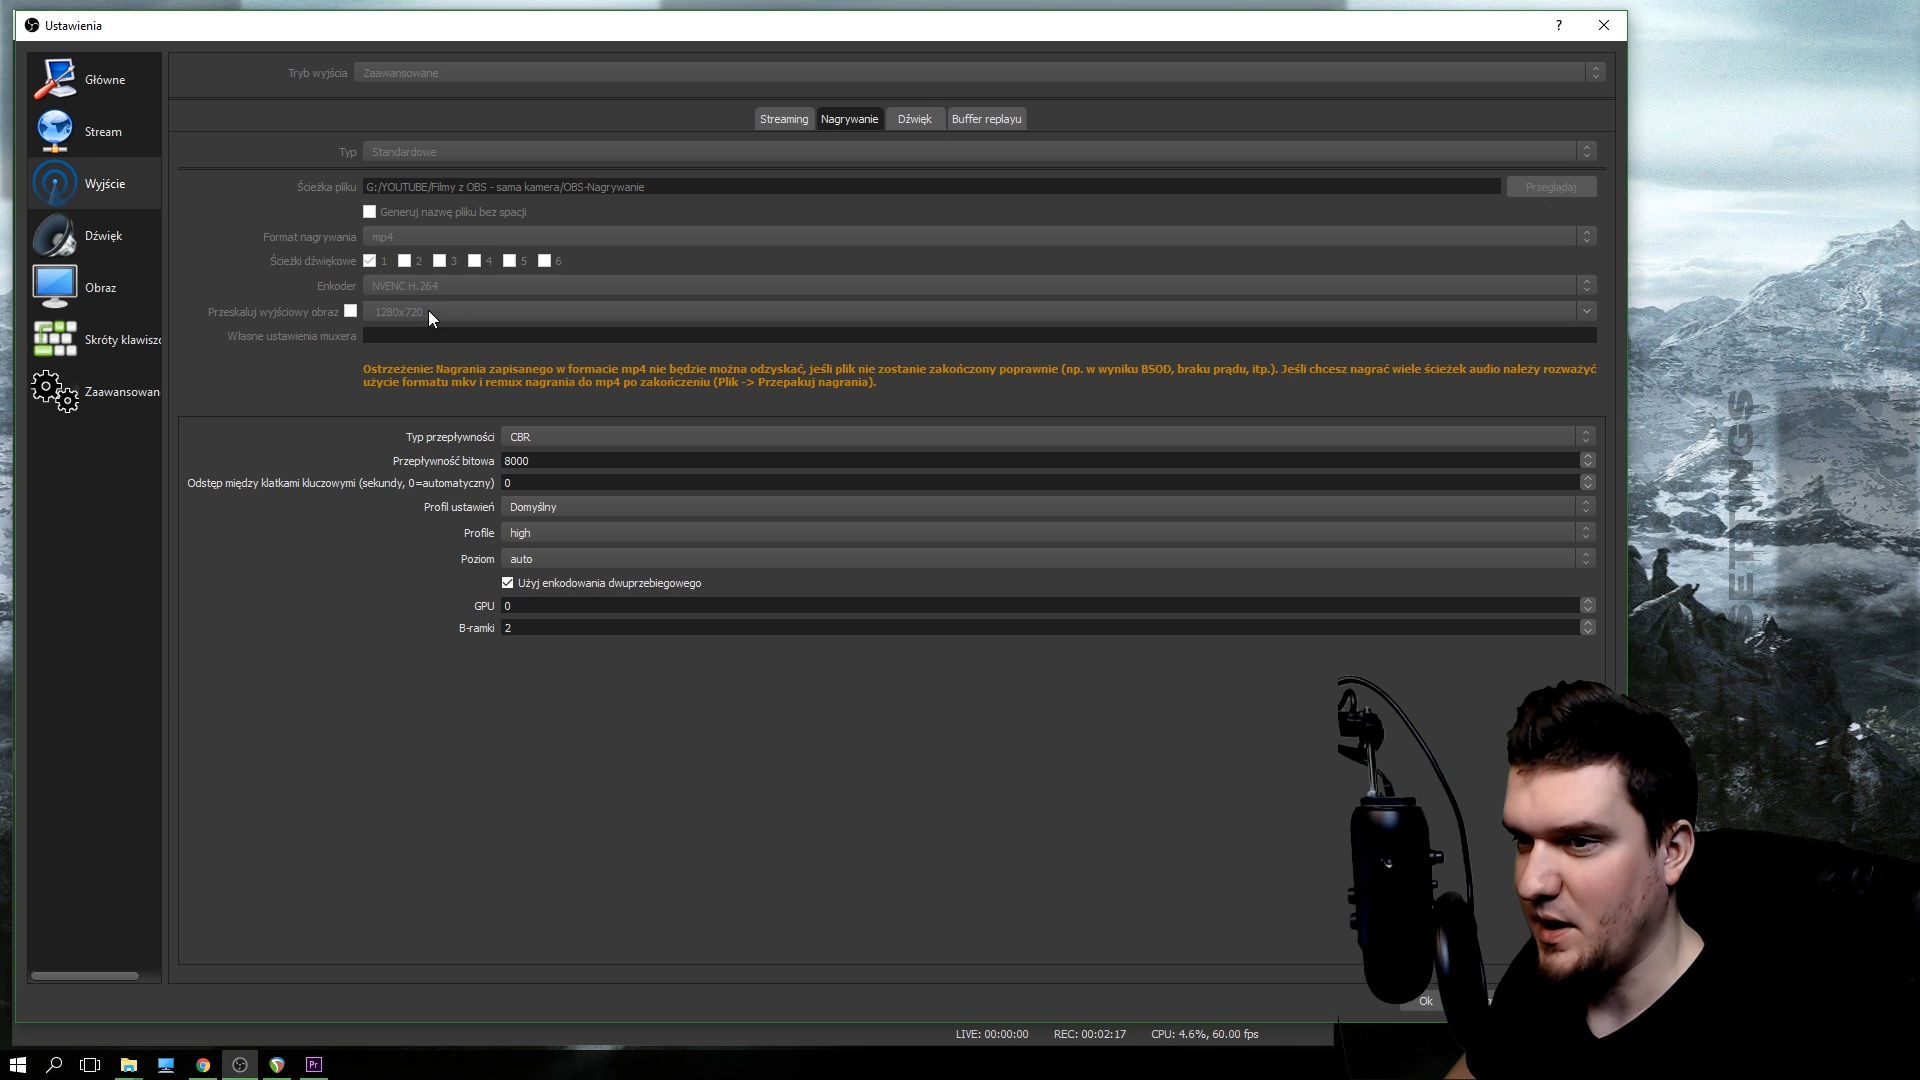 Ustawienia
?
Główne
Stream
Wyjście
Dźwięk
Obraz
Skróty klawisz
Zaawansowan
Tryb wyjścia Zaawansowane
Streaming Nagrywanie Dźwięk Buffer replayu
Typ Standardowe
Ścieżka pliku G:/YOUTUBE/Filmy z OBS - sama kamera/OBS-Nagrywanie Przeglądaj
Generuj nazwę pliku bez spacji
Format nagrywania mp4
Ścieżki dźwiękowe 1 2 3 4 5 6
Enkoder NVENC H.264
Przeskaluj wyjściowy obraz 1280x720
Własne ustawienia muxera
Ostrzeżenie: Nagrania zapisanego w formacie mp4 nie będzie można odzyskać, jeśli plik nie zostanie zakończony poprawnie (np. w wyniku BSOD, braku prądu, itp.). Jeśli chcesz nagrać wiele ścieżek audio należy rozważyć
użycie formatu mkv i remux nagrania do mp4 po zakończeniu (Plik -> Przepakuj nagrania).
Typ przepływności CBR
Przepływność bitowa 8000
Odstęp między klatkami kluczowymi (sekundy, 0=automatyczny) 0
Profil ustawień Domyślny
Profile high
Poziom auto
Użyj enkodowania dwuprzebiegowego
GPU 0
B-ramki 2
Ok
SETTINGS
LIVE: 00:00:00 REC: 00:02:17 CPU: 4.6%, 60.00 fps
Pr